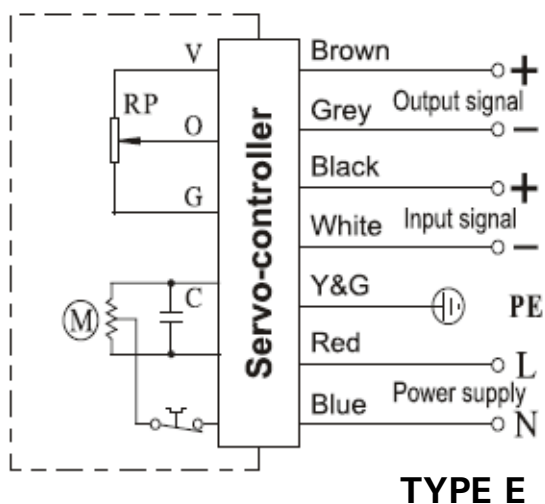 V
RP
O
G
C
M
Servo-controller
Brown +
Output signal
Grey −
Black +
Input signal
White −
Y&G PE
Red L
Power supply
Blue N
TYPE E